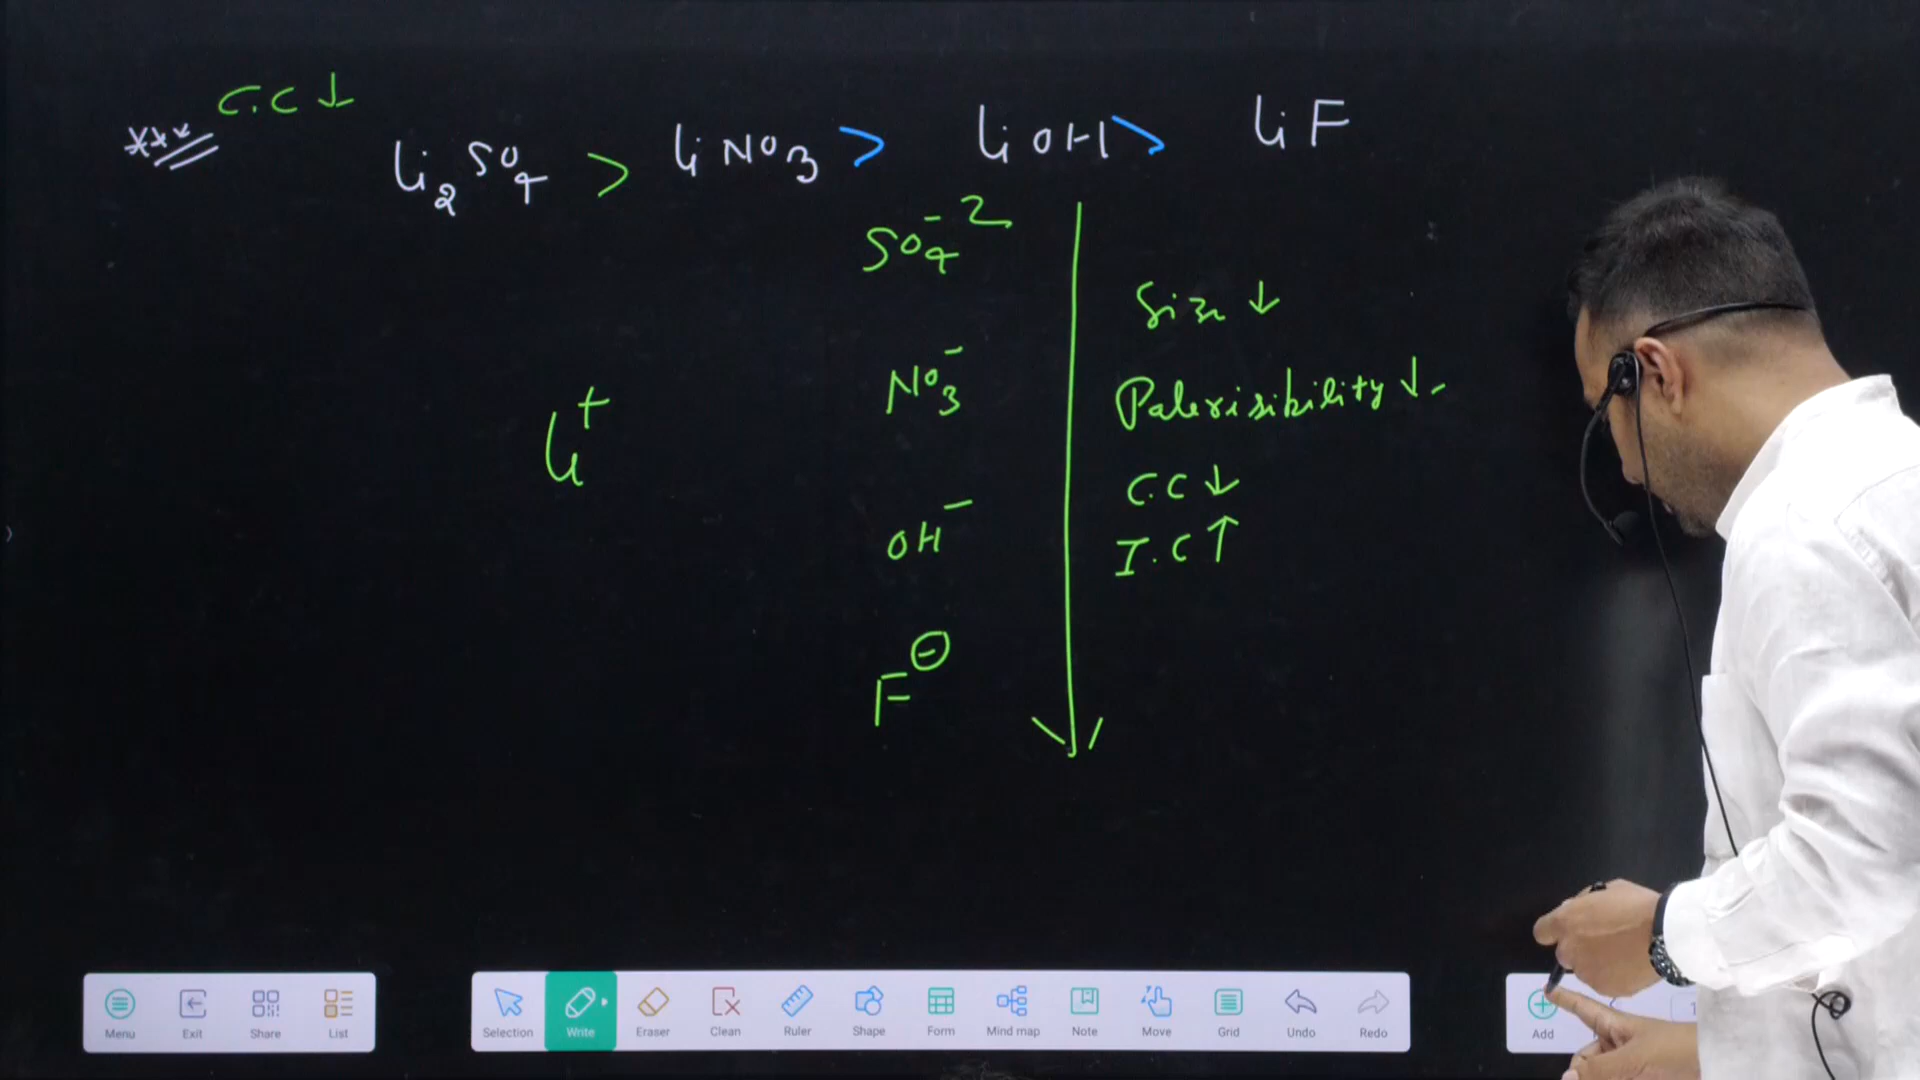 C.C ↓
*** Li2SO4 > LiNO3 > LiOH > LiF
SO4-2
Size ↓
NO3-
Polarisibility ↓
Li+
C.C ↓
OH-
I.C ↑
F⊖
Menu Exit Share List
Selection Write Eraser Clean Ruler Shape Form Mind map Note Move Grid Undo Redo
Add